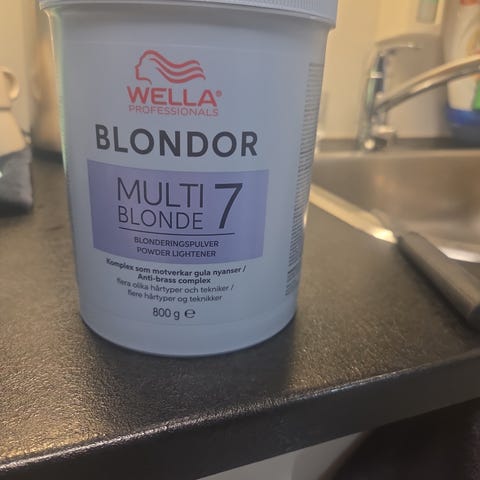 WELLA®
PROFESSIONALS
BLONDOR
MULTI
BLONDE 7
BLONDERINGSPULVER
POWDER LIGHTENER
Komplex som motverkar gula nyanser /
Anti-brass complex
flera olika hårtyper och tekniker /
flere hårtyper og teknikker
800 g ℮